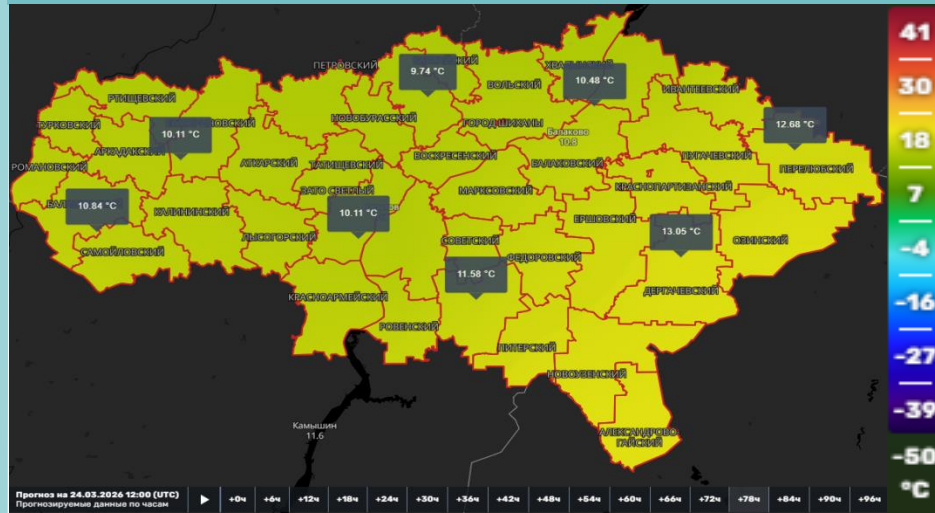 ПЕТРОВСКИЙ
9.74 °C
ВОЛЬСКИЙ
10.48 °C
ИВАНТЕЕВСКИЙ
РТИЩЕВСКИЙ
НОВОБУРАССКИЙ
ГОРОД ШИХАНЫ
12.68 °C
ТУРКОВСКИЙ
10.11 °C
Балаково
10.8
АРКАДАКСКИЙ
ВОСКРЕСЕНСКИЙ
ПУГАЧЕВСКИЙ
РОМАНОВСКИЙ
АТКАРСКИЙ
ТАТИЩЕВСКИЙ
БАЛАКОВСКИЙ
ПЕРЕЛЮБСКИЙ
ЗАТО СВЕТЛЫЙ
МАРКСОВСКИЙ
КРАСНОПАРТИЗАНСКИЙ
10.84 °C
КАЛИНИНСКИЙ
10.11 °C
ЕРШОВСКИЙ
13.05 °C
ЛЫСОГОРСКИЙ
СОВЕТСКИЙ
ОЗИНСКИЙ
САМОЙЛОВСКИЙ
ФЕДОРОВСКИЙ
11.58 °C
ДЕРГАЧЕВСКИЙ
КРАСНОАРМЕЙСКИЙ
РОВЕНСКИЙ
ПИТЕРСКИЙ
НОВОУЗЕНСКИЙ
Камышин
11.6
АЛЕКСАНДРОВО
ГАЙСКИЙ
41
30
18
7
-4
-16
-27
-39
-50
°C
Прогноз на 24.03.2026 12:00 (UTC)
Прогнозируемые данные по часам
+0ч +6ч +12ч +18ч +24ч +30ч +36ч +42ч +48ч +54ч +60ч +66ч +72ч +78ч +84ч +90ч +96ч